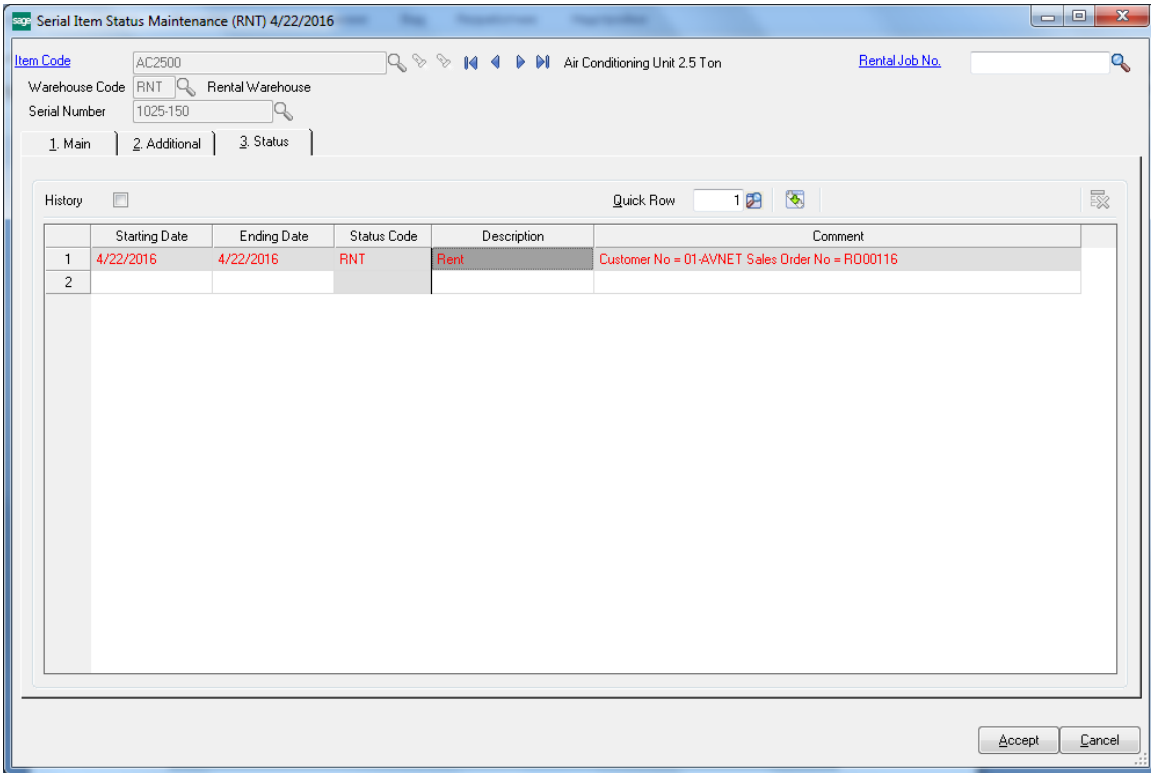 sage Serial Item Status Maintenance (RNT) 4/22/2016
Item Code AC2500 Air Conditioning Unit 2.5 Ton Rental Job No.
Warehouse Code RNT Rental Warehouse
Serial Number 1025-150
1. Main 2. Additional 3. Status
History Quick Row 1
Starting Date Ending Date Status Code Description Comment
1 4/22/2016 4/22/2016 RNT Rent Customer No = 01-AVNET Sales Order No = RO00116
2
Accept Cancel